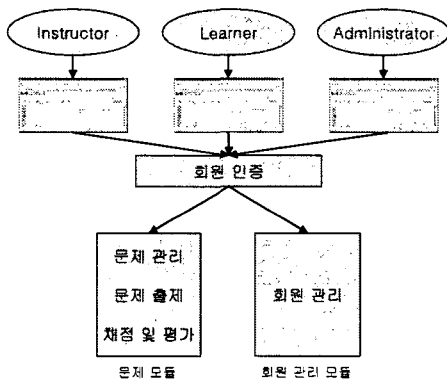 Instructor
Learner
Administrator
회원 인증
문제 관리
문제 출제
채점 및 평가
회원 관리
문제 모듈
회원 관리 모듈